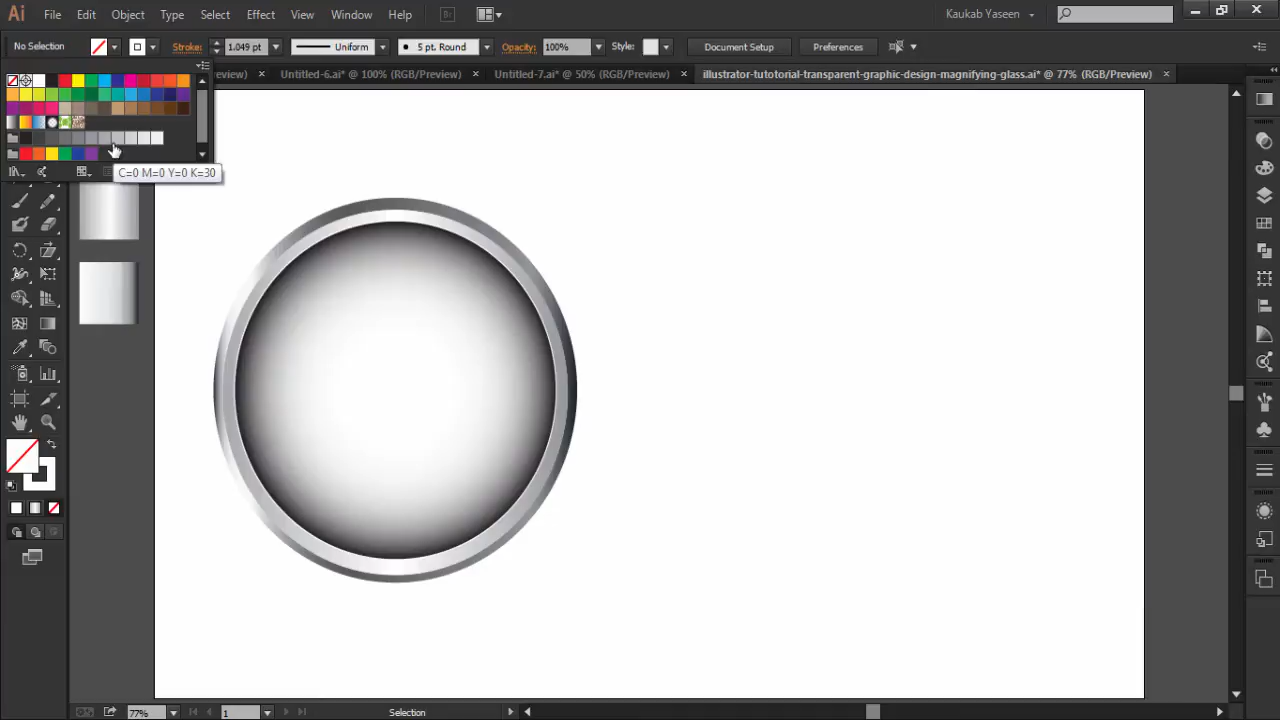 Ai File Edit Object Type Select Effect View Window Help Br Kaukab Yaseen
No Selection Stroke: 1.049 pt Uniform 5 pt. Round Opacity: 100% Style: Document Setup Preferences
review) × Untitled-6.ai* @ 100% (RGB/Preview) × Untitled-7.ai* @ 50% (RGB/Preview) × illustrator-tutotorial-transparent-graphic-design-magnifying-glass.ai* @ 77% (RGB/Preview) ×
C=0 M=0 Y=0 K=30
77% 1 Selection